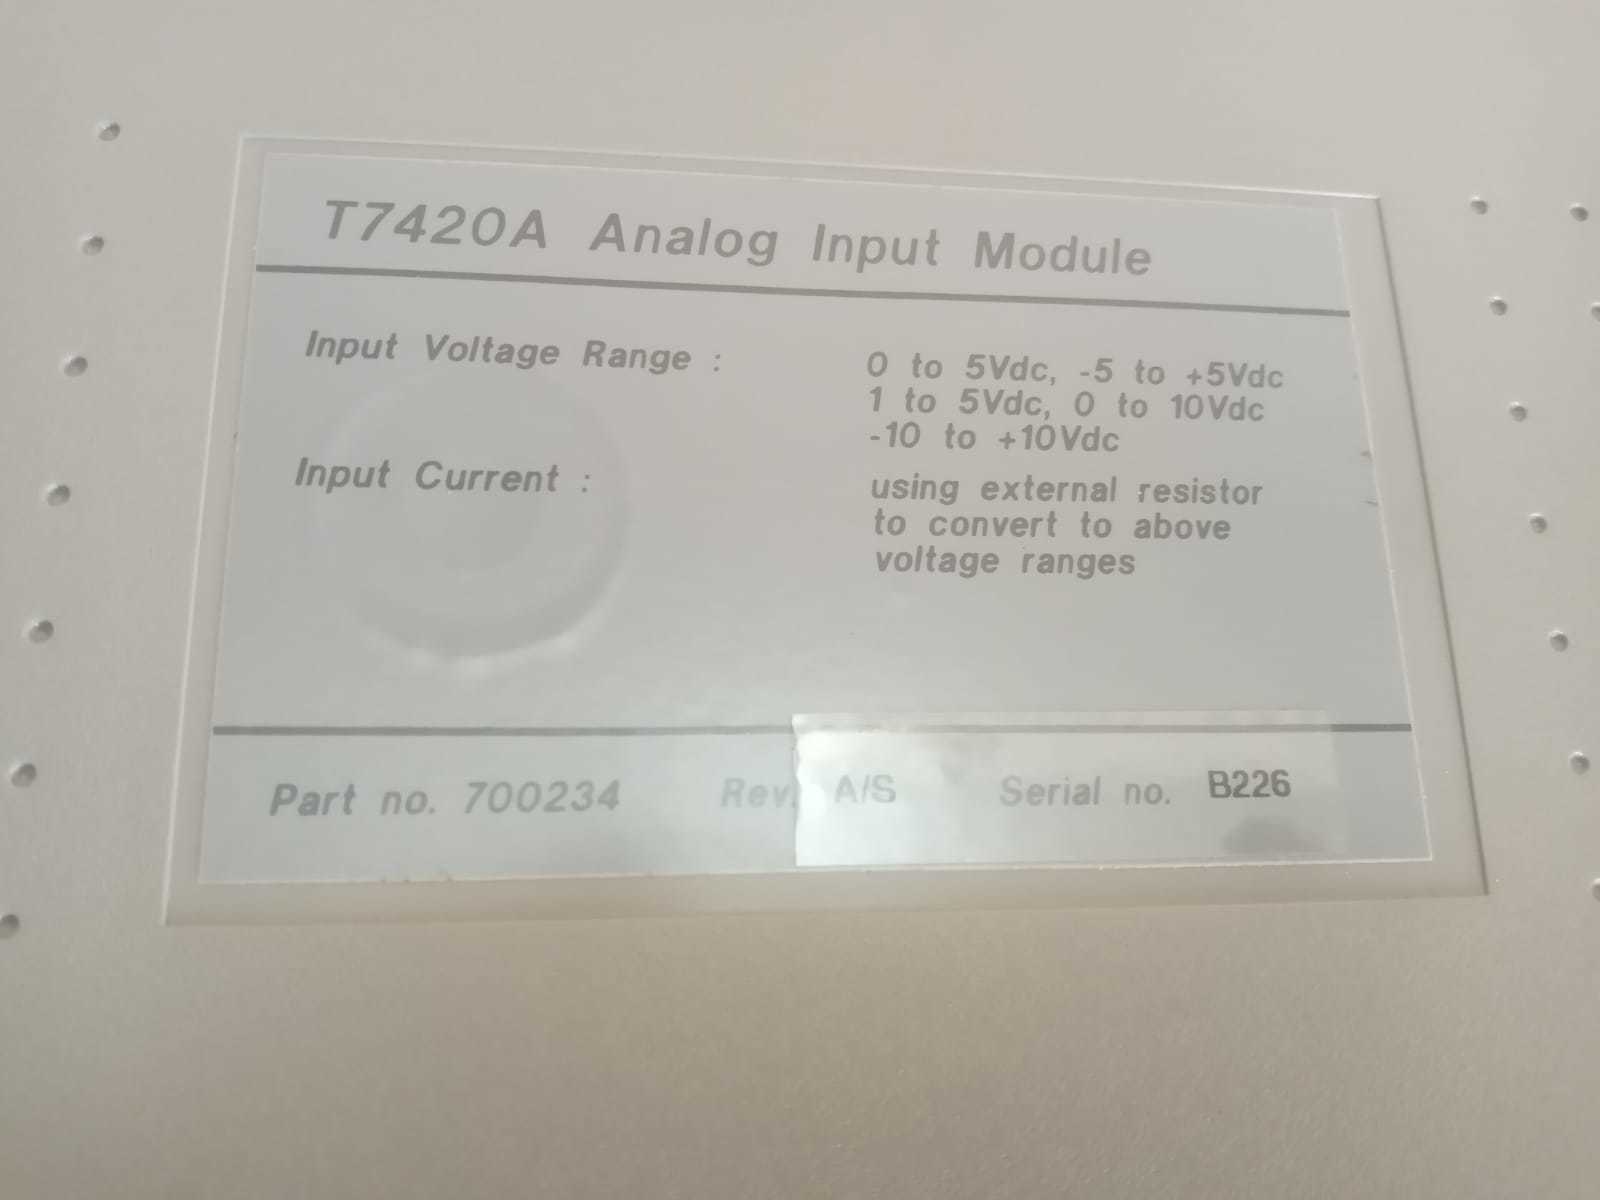 T7420A Analog Input Module
Input Voltage Range : 0 to 5Vdc, -5 to +5Vdc
1 to 5Vdc, 0 to 10Vdc
-10 to +10Vdc
Input Current : using external resistor
to convert to above
voltage ranges
Part no. 700234 Rev. A/S Serial no. B226